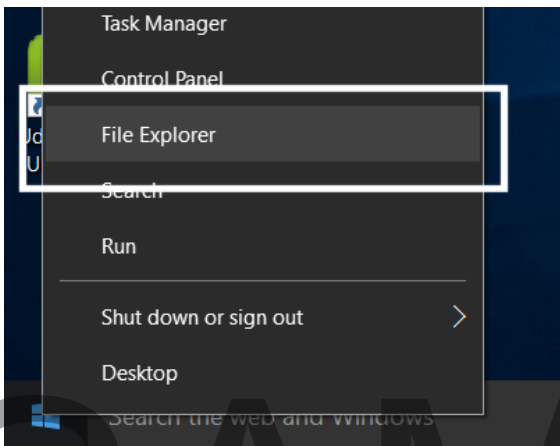 Task Manager
Control Panel
File Explorer
Search
Run
Shut down or sign out
Desktop
Search the web and Windows